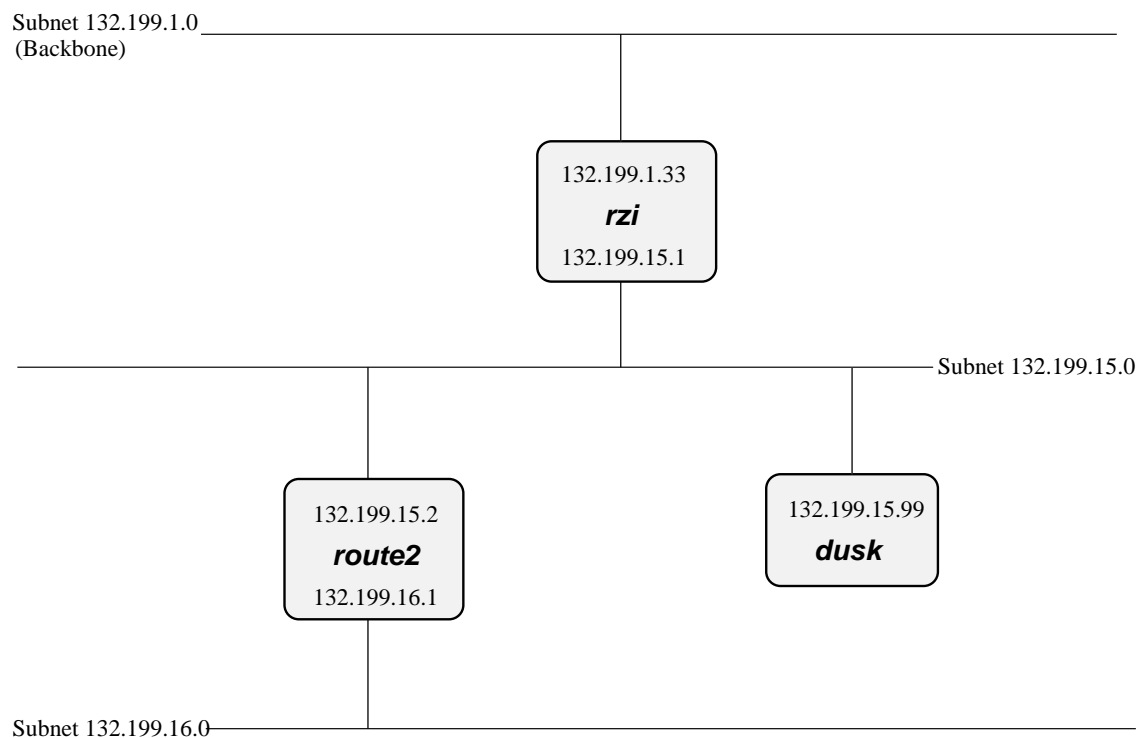 Subnet 132.199.1.0
(Backbone)
132.199.1.33
rzi
132.199.15.1
Subnet 132.199.15.0
132.199.15.2
route2
132.199.16.1
132.199.15.99
dusk
Subnet 132.199.16.0